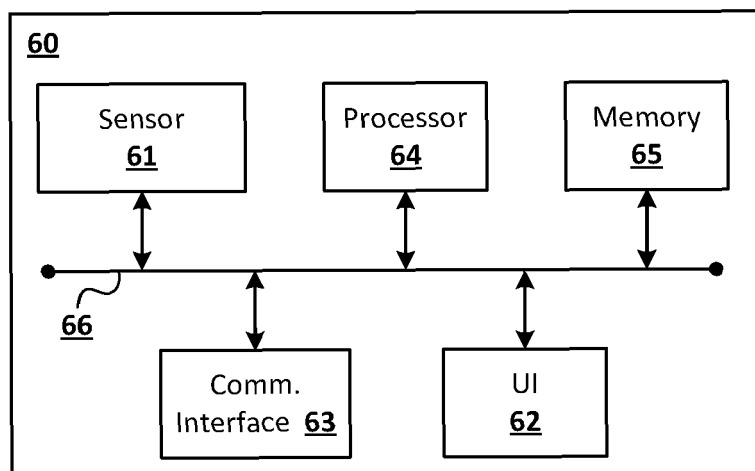 60
Sensor
61
Processor
64
Memory
65
66
Comm.
Interface 63
UI
62